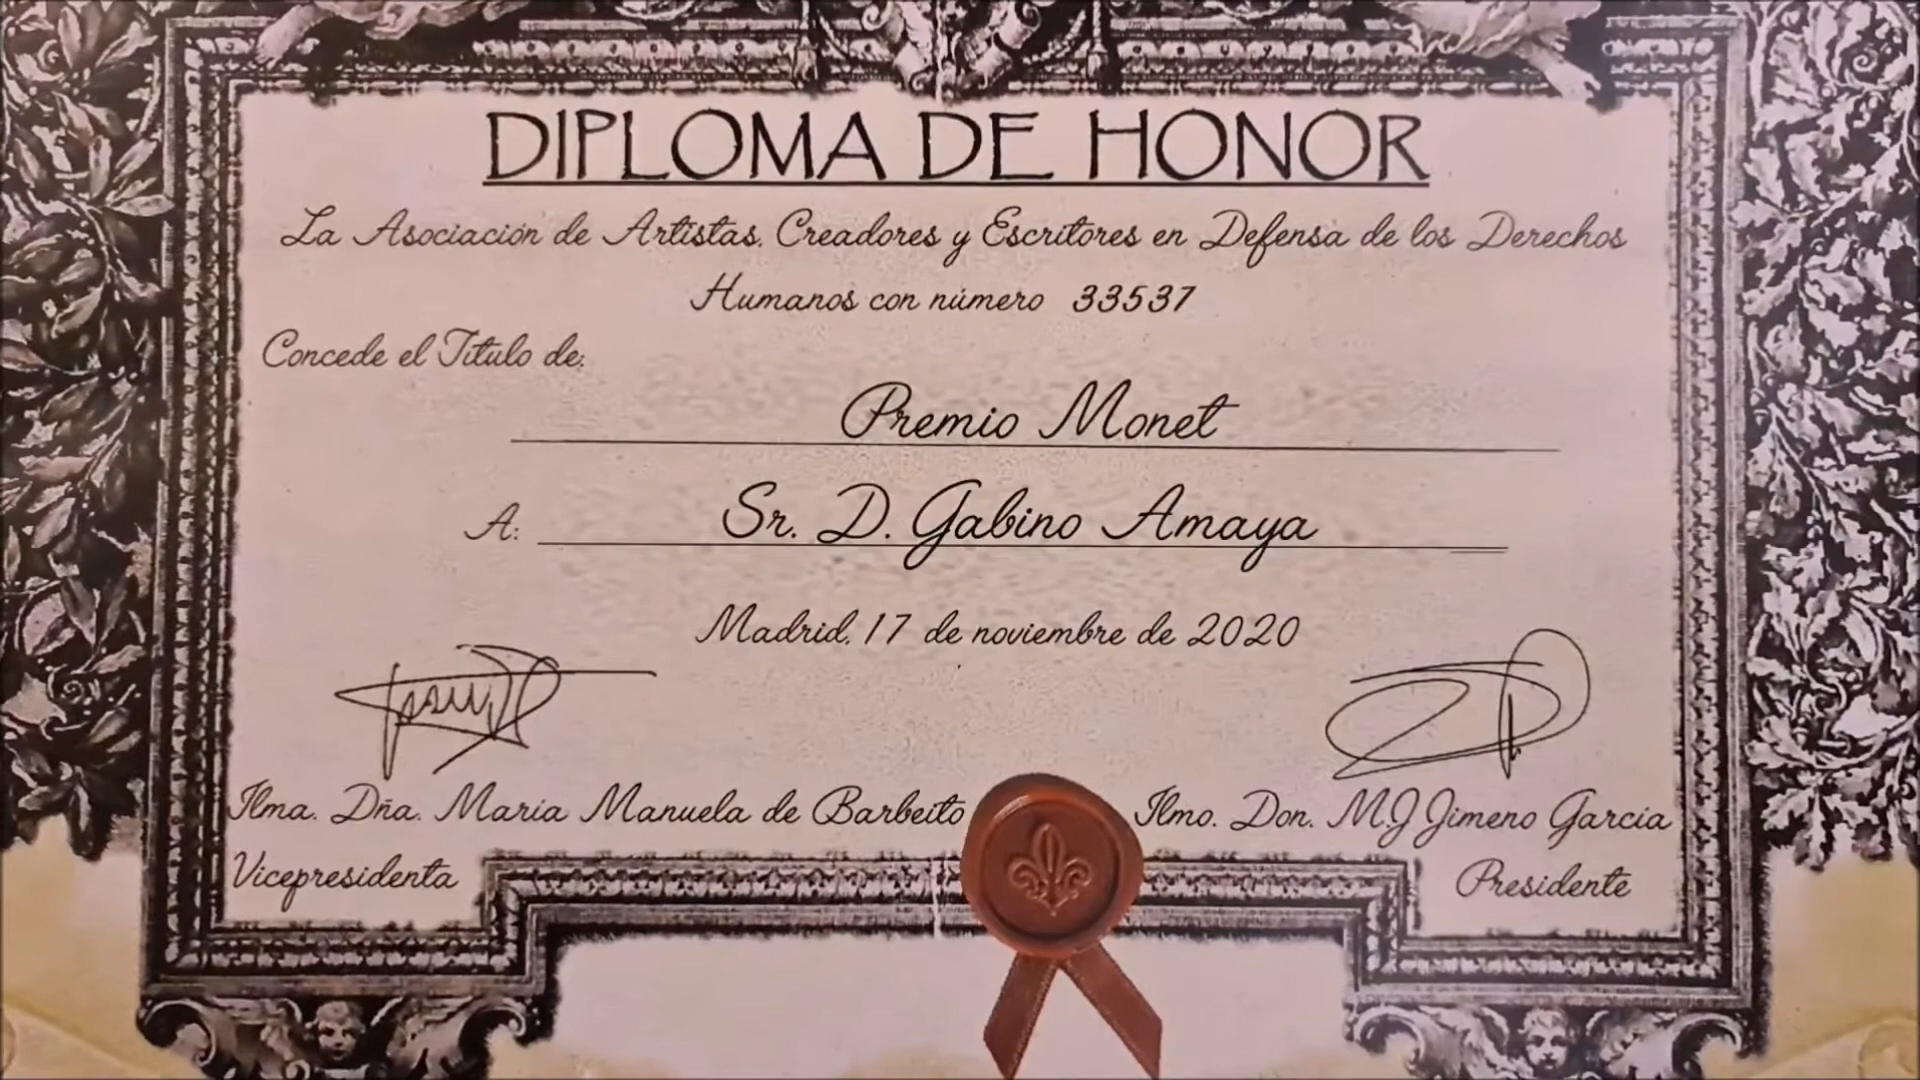 DIPLOMA DE HONOR
La Asociación de Artistas, Creadores y Escritores en Defensa de los Derechos
Humanos con número 33537
Concede el Título de:
Premio Monet
A: Sr. D. Gabino Amaya
Madrid, 17 de noviembre de 2020
Ilma. Dña. Maria Manuela de Barbeito
Vicepresidenta
Ilmo. Don. M.J Jimeno Garcia
Presidente